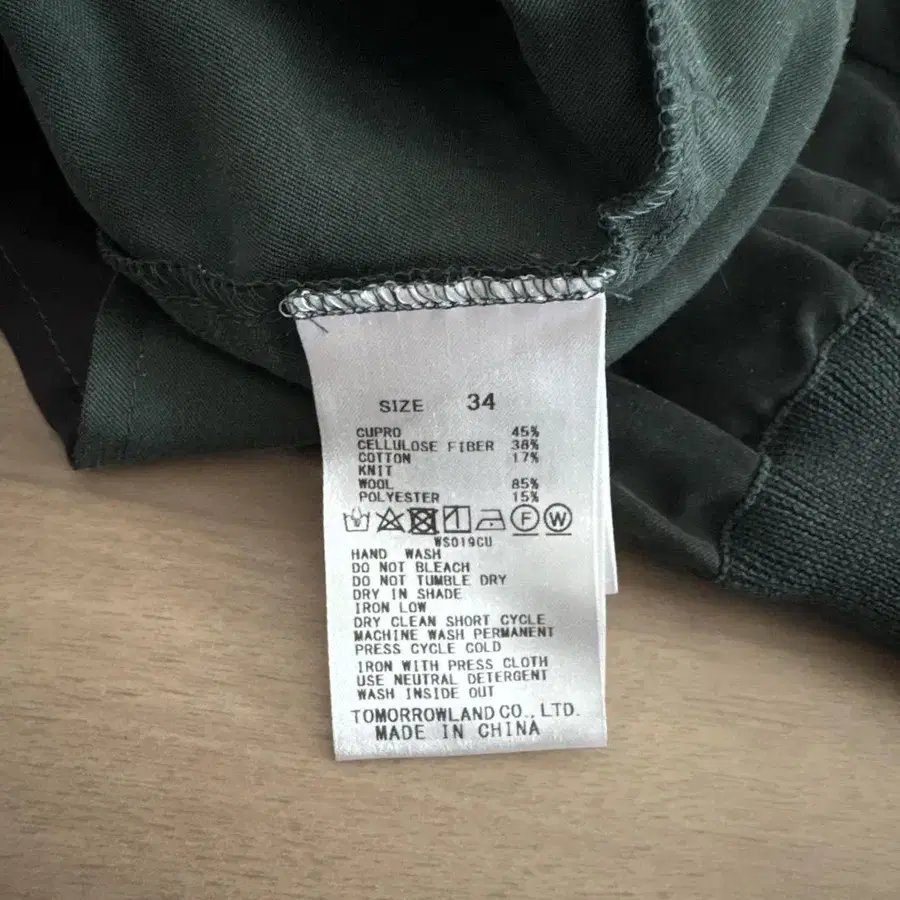 SIZE 34
CUPRO 45%
CELLULOSE FIBER 38%
COTTON 17%
KNIT
WOOL 85%
POLYESTER 15%
F W
WS019CU
HAND WASH
DO NOT BLEACH
DO NOT TUMBLE DRY
DRY IN SHADE
IRON LOW
DRY CLEAN SHORT CYCLE
MACHINE WASH PERMANENT
PRESS CYCLE COLD
IRON WITH PRESS CLOTH
USE NEUTRAL DETERGENT
WASH INSIDE OUT
TOMORROWLAND CO., LTD.
MADE IN CHINA